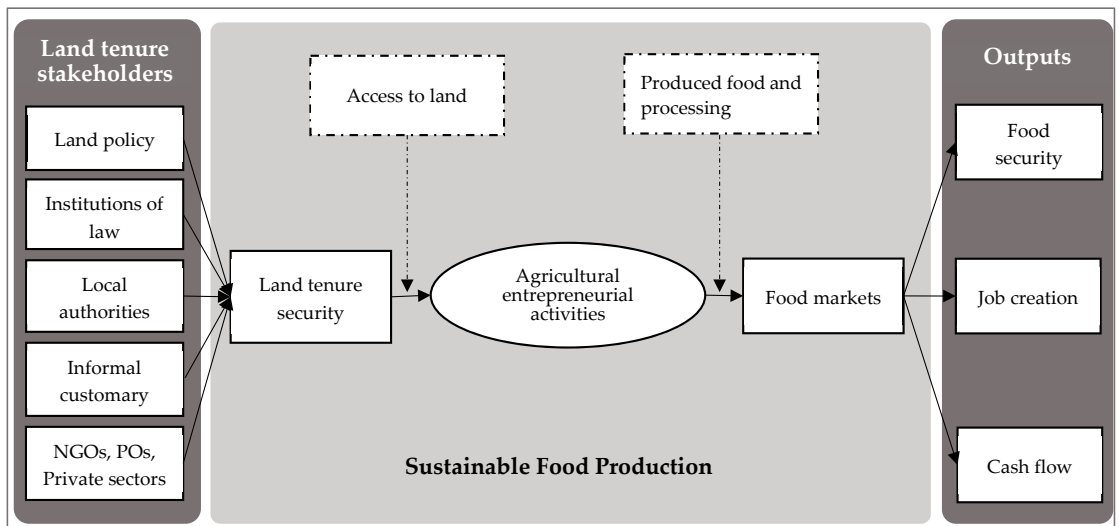 Land tenure
stakeholders
Land policy
Institutions of
law
Local
authorities
Informal
customary
NGOs, POs,
Private sectors
Access to land
Produced food and
processing
Land tenure
security
Agricultural
entrepreneurial
activities
Food markets
Sustainable Food Production
Outputs
Food
security
Job creation
Cash flow